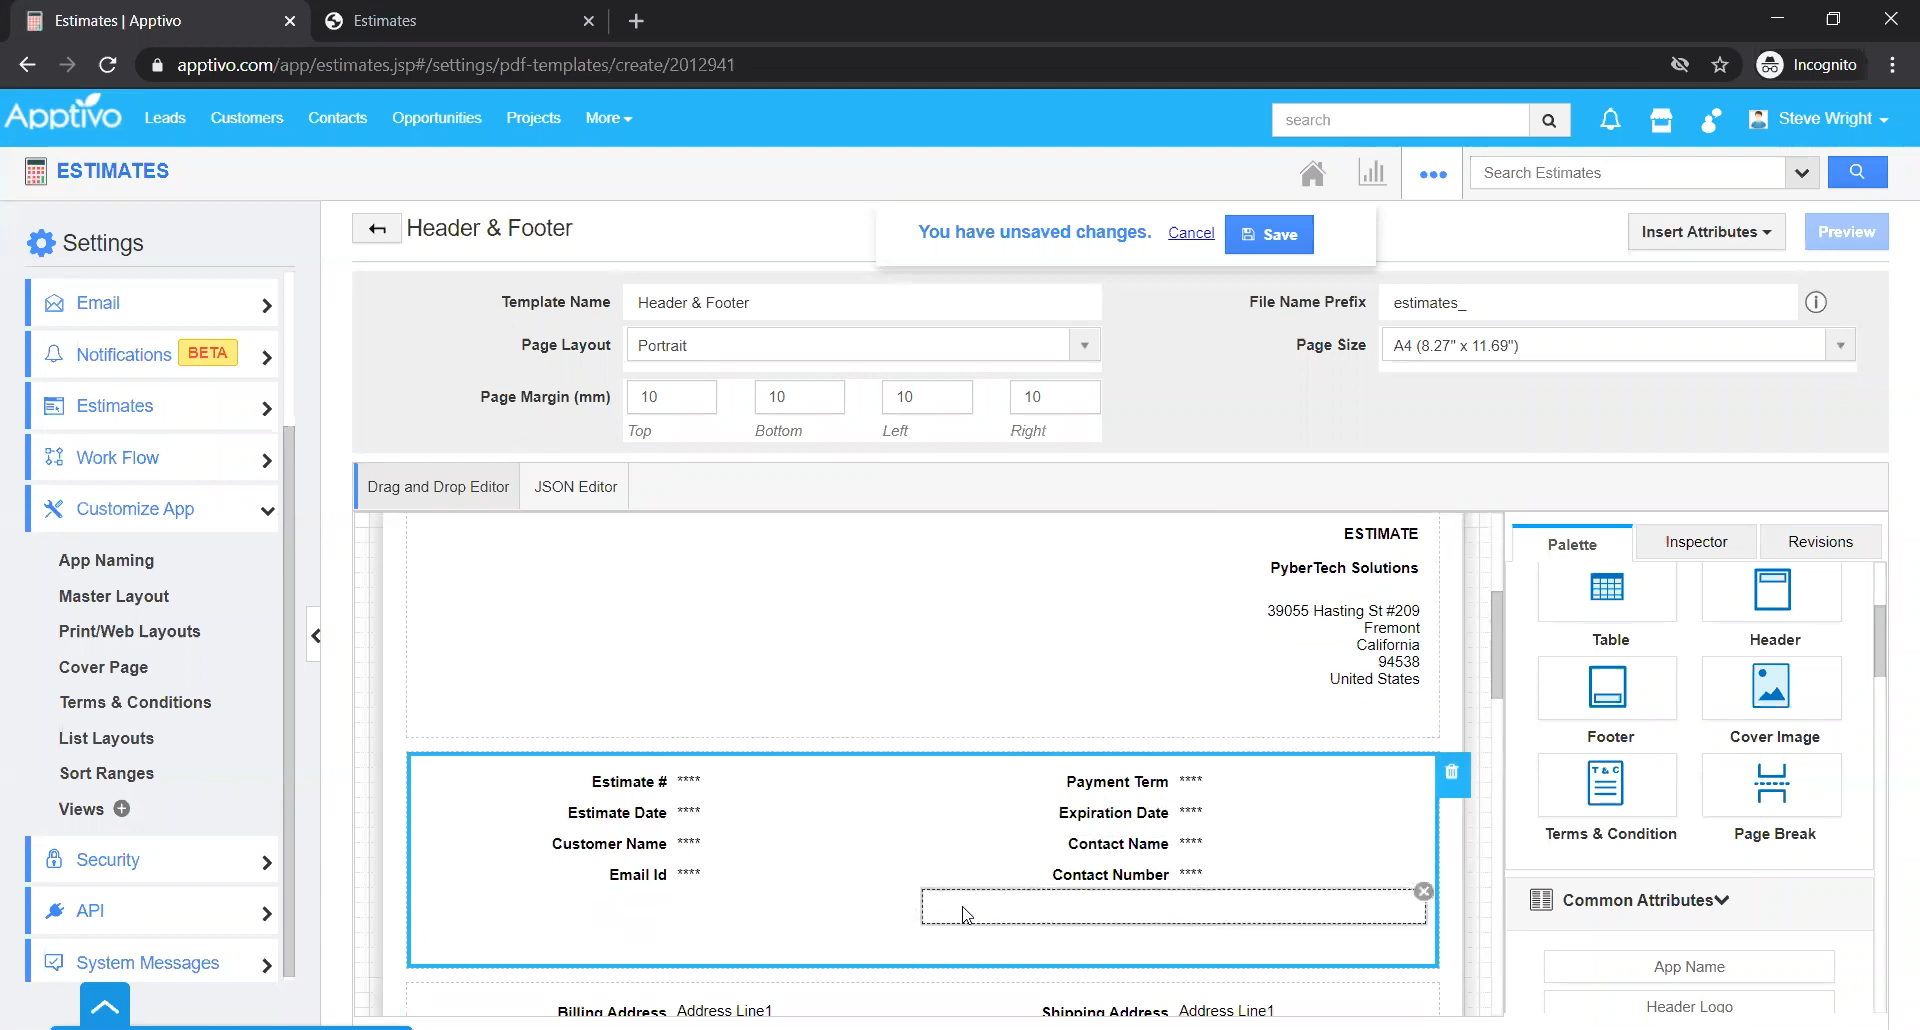 Estimates | Apptivo
Estimates
apptivo.com/app/estimates.jsp#/settings/pdf-templates/create/2012941
Incognito
Apptivo
Leads
Customers
Contacts
Opportunities
Projects
More
search
Steve Wright
ESTIMATES
Search Estimates
Settings
Header & Footer
You have unsaved changes.
Cancel
Save
Insert Attributes
Preview
Email
Notifications BETA
Estimates
Work Flow
Customize App
App Naming
Master Layout
Print/Web Layouts
Cover Page
Terms & Conditions
List Layouts
Sort Ranges
Views
Security
API
System Messages
Template Name Header & Footer
File Name Prefix estimates_
Page Layout Portrait
Page Size A4 (8.27" x 11.69")
Page Margin (mm) 10 10 10 10
Top Bottom Left Right
Drag and Drop Editor
JSON Editor
ESTIMATE
PyberTech Solutions
39055 Hasting St #209
Fremont
California
94538
United States
Estimate # ****
Payment Term ****
Estimate Date ****
Expiration Date ****
Customer Name ****
Contact Name ****
Email Id ****
Contact Number ****
Billing Address Address Line1
Shipping Address Address Line1
Palette
Inspector
Revisions
Table
Header
Footer
Cover Image
T & C
Terms & Condition
Page Break
Common Attributes
App Name
Header Logo